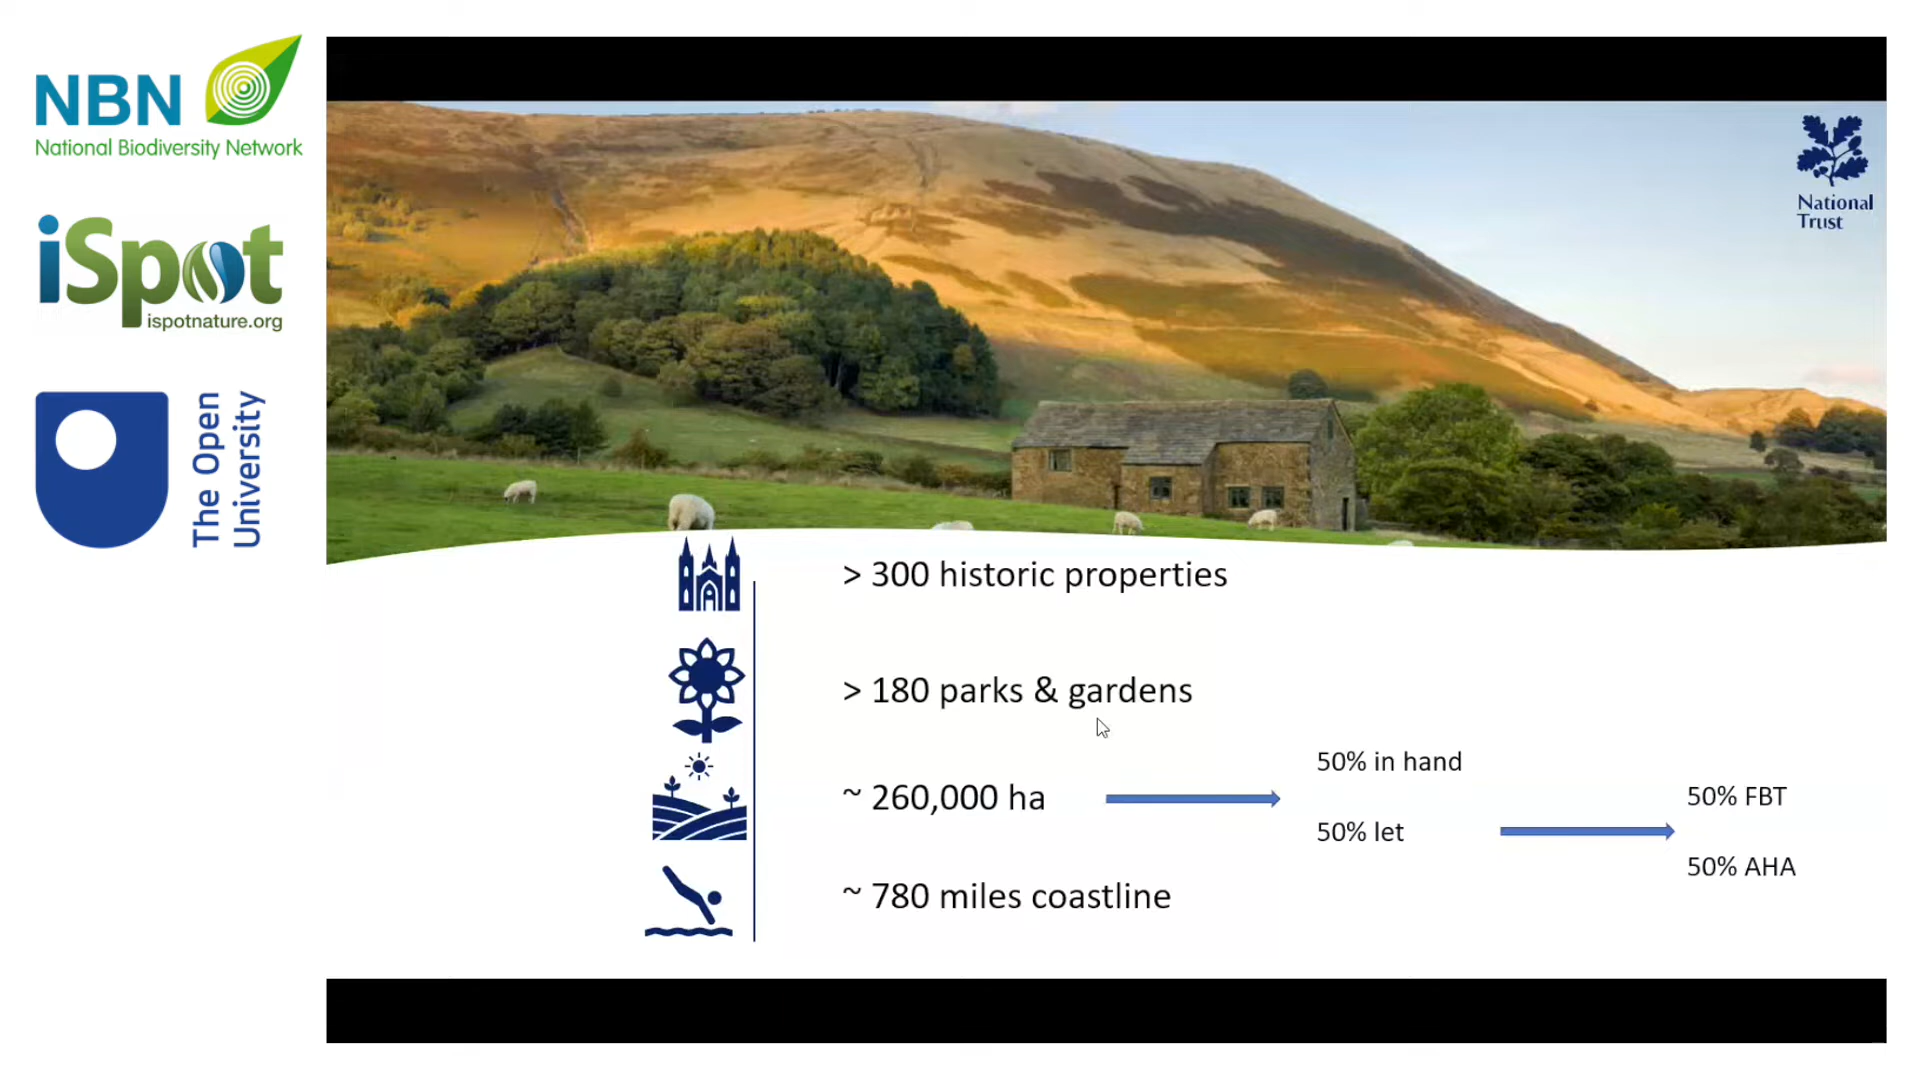 NBN
National Biodiversity Network
iSpot
ispotnature.org
The Open
University
National
Trust
> 300 historic properties
> 180 parks & gardens
~ 260,000 ha
50% in hand
50% let
50% FBT
50% AHA
~ 780 miles coastline